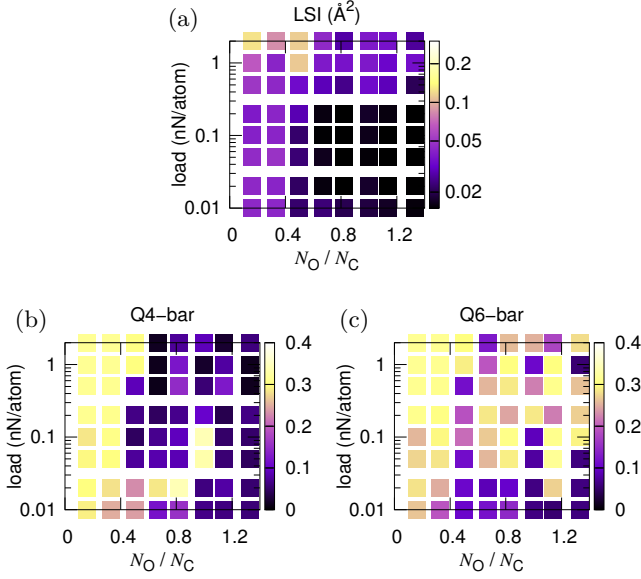 (a) LSI (Å²)
load (nN/atom)
1
0.1
0.01
0 0.4 0.8 1.2
N_O / N_C
0.2
0.1
0.05
0.02
(b) Q4−bar
load (nN/atom)
1
0.1
0.01
0 0.4 0.8 1.2
N_O / N_C
0.4
0.3
0.2
0.1
0
(c) Q6−bar
load (nN/atom)
1
0.1
0.01
0 0.4 0.8 1.2
N_O / N_C
0.4
0.3
0.2
0.1
0